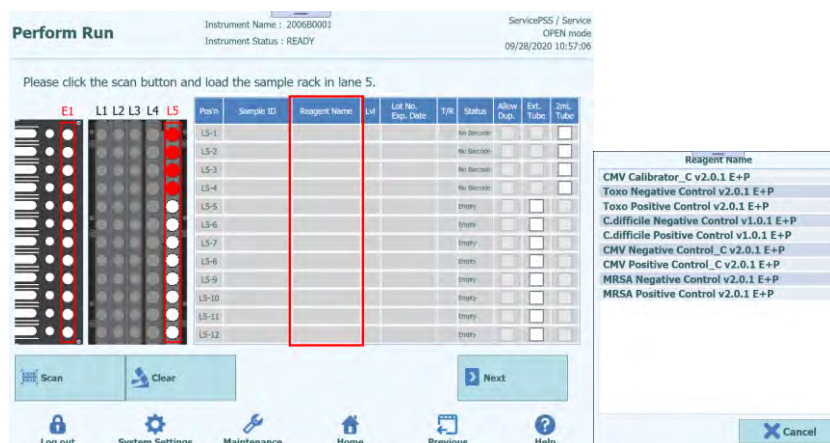 Perform Run
Instrument Name : 2006B0001
Instrument Status : READY
ServicePSS / Service
OPEN mode
09/28/2020 10:57:06
Please click the scan button and load the sample rack in lane 5.
E1 L1 L2 L3 L4 L5
Pos'n Sample ID Reagent Name Lvl Lot No. Exp. Date T/R Status Allow Dup. Ext. Tube 2mL Tube
L5-1 No Barcode
L5-2 No Barcode
L5-3 No Barcode
L5-4 No Barcode
L5-5 Empty
L5-6 Empty
L5-7 Empty
L5-8 Empty
L5-9 Empty
L5-10 Empty
L5-11 Empty
L5-12 Empty
Scan Clear Next
Log out System Settings Maintenance Home Previous Help
Reagent Name
CMV Calibrator_C v2.0.1 E+P
Toxo Negative Control v2.0.1 E+P
Toxo Positive Control v2.0.1 E+P
C.difficile Negative Control v1.0.1 E+P
C.difficile Positive Control v1.0.1 E+P
CMV Negative Control_C v2.0.1 E+P
CMV Positive Control_C v2.0.1 E+P
MRSA Negative Control v2.0.1 E+P
MRSA Positive Control v2.0.1 E+P
Cancel